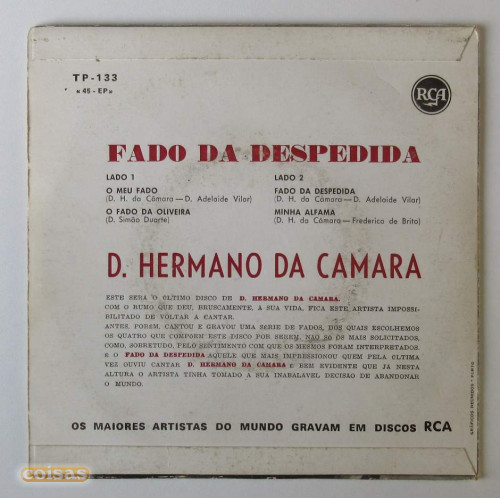 TP-133
« 45 - EP »
RCA
FADO DA DESPEDIDA
LADO 1
O MEU FADO
(D. H. da Câmara — D. Adelaide Vilar)
O FADO DA OLIVEIRA
(D. Simão Duarte)
LADO 2
FADO DA DESPEDIDA
(D. H. da Câmara — D. Adelaide Vilar)
MINHA ALFAMA
(D. H. da Câmara — Frederico de Brito)
D. HERMANO DA CAMARA
ESTE SERÁ O ÚLTIMO DISCO DE D. HERMANO DA CAMARA,
COM O RUMO QUE DEU, BREVEMENTE, A SUA VIDA, FICA ESTE ARTISTA IMPOSSI-
BILITADO DE VOLTAR A CANTAR.
ANTES, PORÉM, CANTOU E GRAVOU UMA SÉRIE DE FADOS, DOS QUAIS ESCOLHEMOS
OS QUATRO QUE COMPÕEM ESTE DISCO POR SEREM, NÃO SÓ OS MAIS SOLICITADOS,
COMO, SOBRETUDO, PELO SENTIMENTO COM QUE OS MESMOS FORAM INTERPRETADOS
E O FADO DA DESPEDIDA AQUELE QUE MAIS IMPRESSIONOU QUEM PELA ÚLTIMA
VEZ OUVIU CANTAR D. HERMANO DA CAMARA E BEM EVIDENTE QUE JÁ NESTA
ALTURA O ARTISTA TINHA TOMADO A SUA INABALÁVEL DECISÃO DE ABANDONAR
O MUNDO.
OS MAIORES ARTISTAS DO MUNDO GRAVAM EM DISCOS RCA
coisas